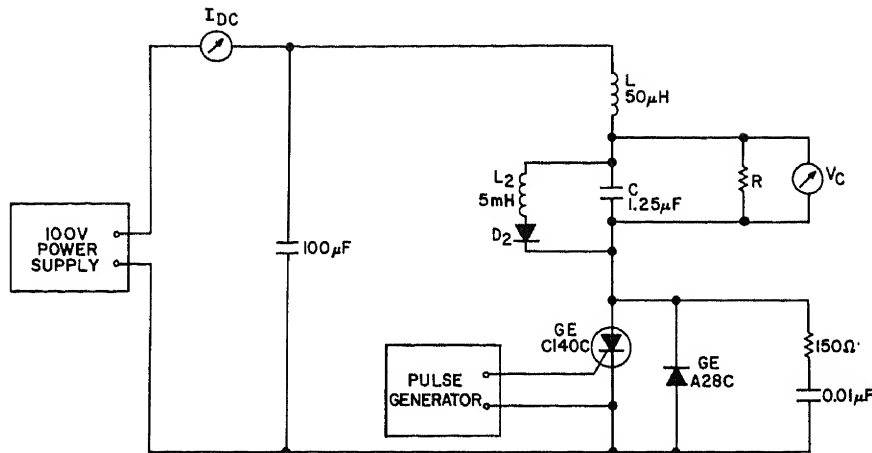 I DC
L
50μH
L2
5mH
D2
C
1.25μF
R
VC
100V
POWER
SUPPLY
100μF
GE
C140C
PULSE
GENERATOR
GE
A28C
150Ω
0.01μF